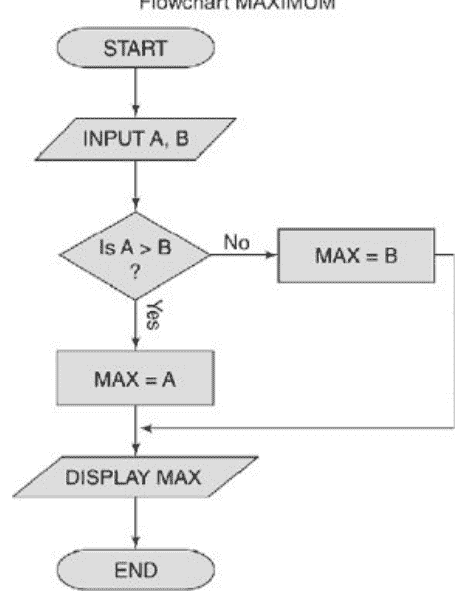 Flowchart MAXIMUM
START
INPUT A, B
Is A > B
?
No
MAX = B
Yes
MAX = A
DISPLAY MAX
END